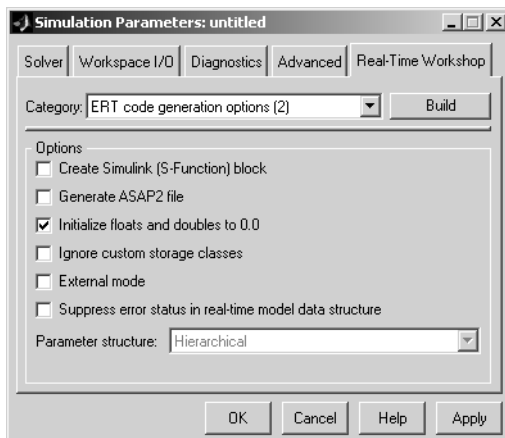 Simulation Parameters: untitled
Solver Workspace I/O Diagnostics Advanced Real-Time Workshop
Category: ERT code generation options (2) Build
Options
Create Simulink (S-Function) block
Generate ASAP2 file
Initialize floats and doubles to 0.0
Ignore custom storage classes
External mode
Suppress error status in real-time model data structure
Parameter structure: Hierarchical
OK Cancel Help Apply